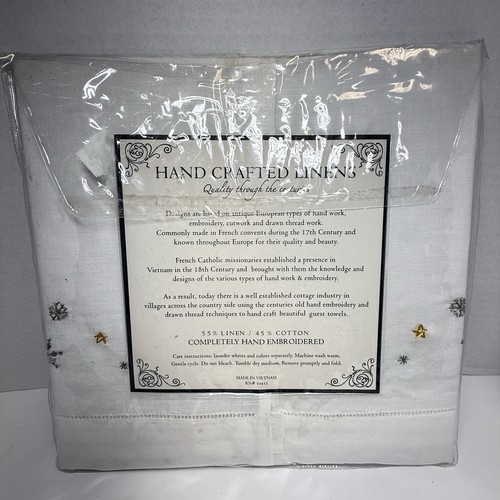 HAND CRAFTED LINENS
Quality through the centuries
Designs are based on antique European types of hand work,
embroidery, cutwork and drawn thread work.
Commonly made in French convents during the 17th Century and
known throughout Europe for their quality and beauty.
French Catholic missionaries established a presence in
Vietnam in the 18th Century and brought with them the knowledge and
designs of the various types of hand work & embroidery.
As a result, today there is a well established cottage industry in
villages across the country side using the centuries old hand embroidery and
drawn thread techniques to hand craft beautiful guest towels.
55% LINEN / 45% COTTON
COMPLETELY HAND EMBROIDERED
Care instructions: launder whites and colors separately. Machine wash warm,
Gentle cycle. Do not bleach. Tumble dry medium. Remove promptly and fold.
MADE IN VIETNAM
RN#